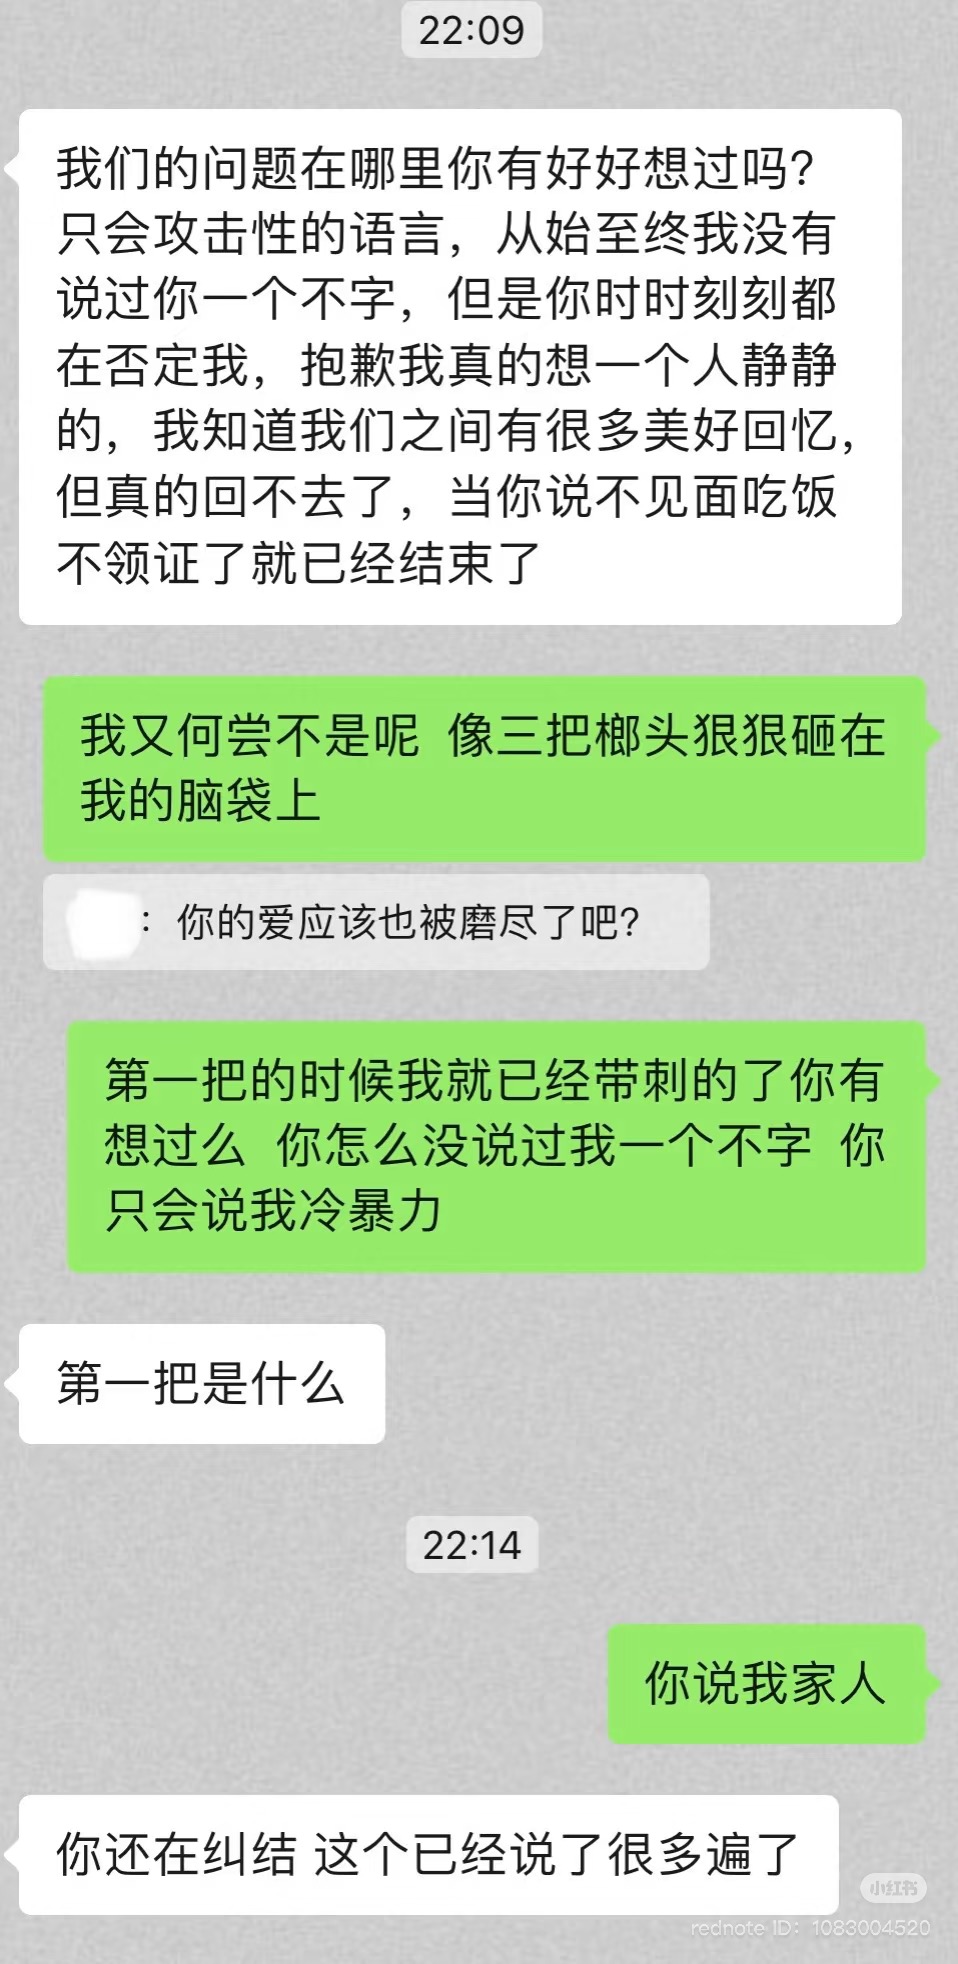 22:09
我们的问题在哪里你有好好想过吗?
只会攻击性的语言，从始至终我没有
说过你一个不字，但是你时时刻刻都
在否定我，抱歉我真的想一个人静静
的，我知道我们之间有很多美好回忆，
但真的回不去了，当你说不见面吃饭
不领证了就已经结束了
我又何尝不是呢 像三把榔头狠狠砸在
我的脑袋上
：你的爱应该也被磨尽了吧?
第一把的时候我就已经带刺的了你有
想过么 你怎么没说过我一个不字 你
只会说我冷暴力
第一把是什么
22:14
你说我家人
你还在纠结 这个已经说了很多遍了
小红书
rednote ID: 1083004520